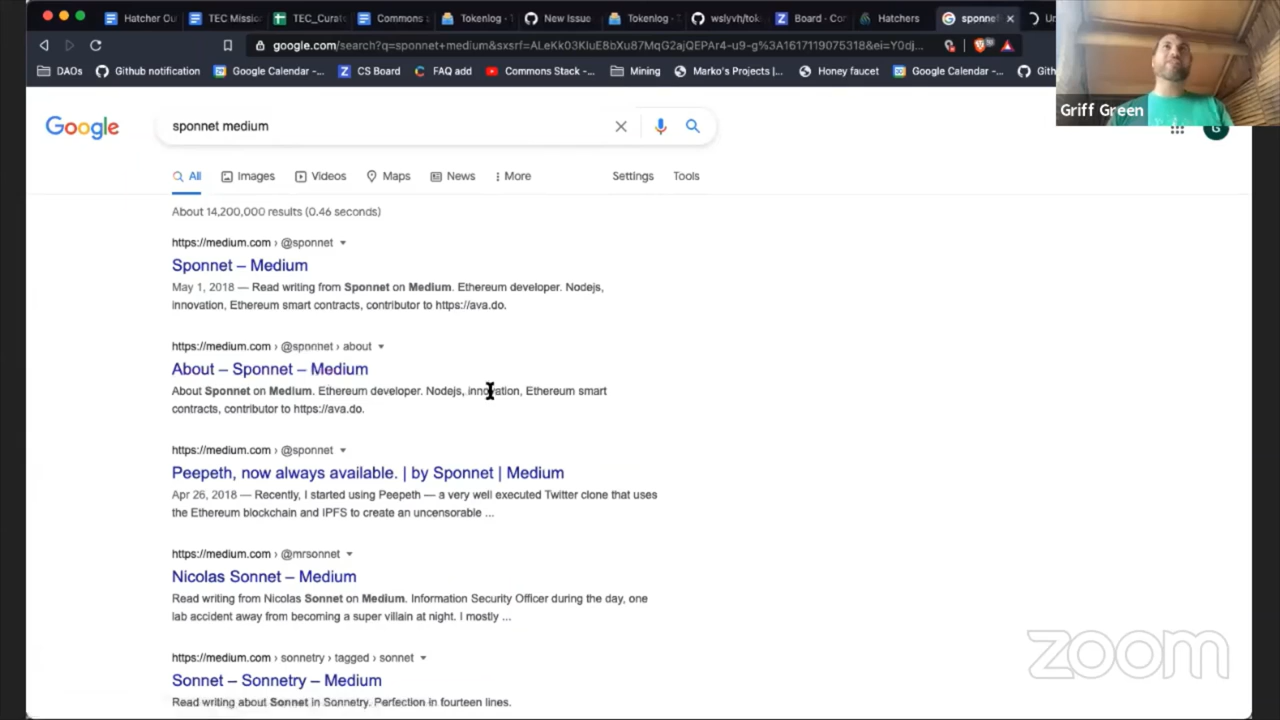 Hatcher Ou
TEC Missio
TEC_Curat
Commons
Tokenlog -
New Issue
Tokenlog -
wslyvh/tok
Board · Cor
Hatchers
sponne
Un
google.com/search?q=sponnet+medium&sxsrf=ALeKk03KIuE8bXu87MqG2ajQEPAr4-u9-g%3A1617119075318&ei=Y0dj...
DAOs
Github notification
Google Calendar -...
CS Board
FAQ add
Commons Stack -...
Mining
Marko's Projects |...
Honey faucet
Google Calendar -...
Gith
Griff Green
Google
sponnet medium
G
All
Images
Videos
Maps
News
More
Settings
Tools
About 14,200,000 results (0.46 seconds)
https://medium.com › @sponnet
Sponnet – Medium
May 1, 2018 — Read writing from Sponnet on Medium. Ethereum developer. Nodejs,
innovation, Ethereum smart contracts, contributor to https://ava.do.
https://medium.com › @sponnet › about
About – Sponnet – Medium
About Sponnet on Medium. Ethereum developer. Nodejs, innovation, Ethereum smart
contracts, contributor to https://ava.do.
https://medium.com › @sponnet
Peepeth, now always available. | by Sponnet | Medium
Apr 26, 2018 — Recently, I started using Peepeth — a very well executed Twitter clone that uses
the Ethereum blockchain and IPFS to create an uncensorable ...
https://medium.com › @mrsonnet
Nicolas Sonnet – Medium
Read writing from Nicolas Sonnet on Medium. Information Security Officer during the day, one
lab accident away from becoming a super villain at night. I mostly ...
https://medium.com › sonnetry › tagged › sonnet
Sonnet – Sonnetry – Medium
Read writing about Sonnet in Sonnetry. Perfection in fourteen lines.
zoom